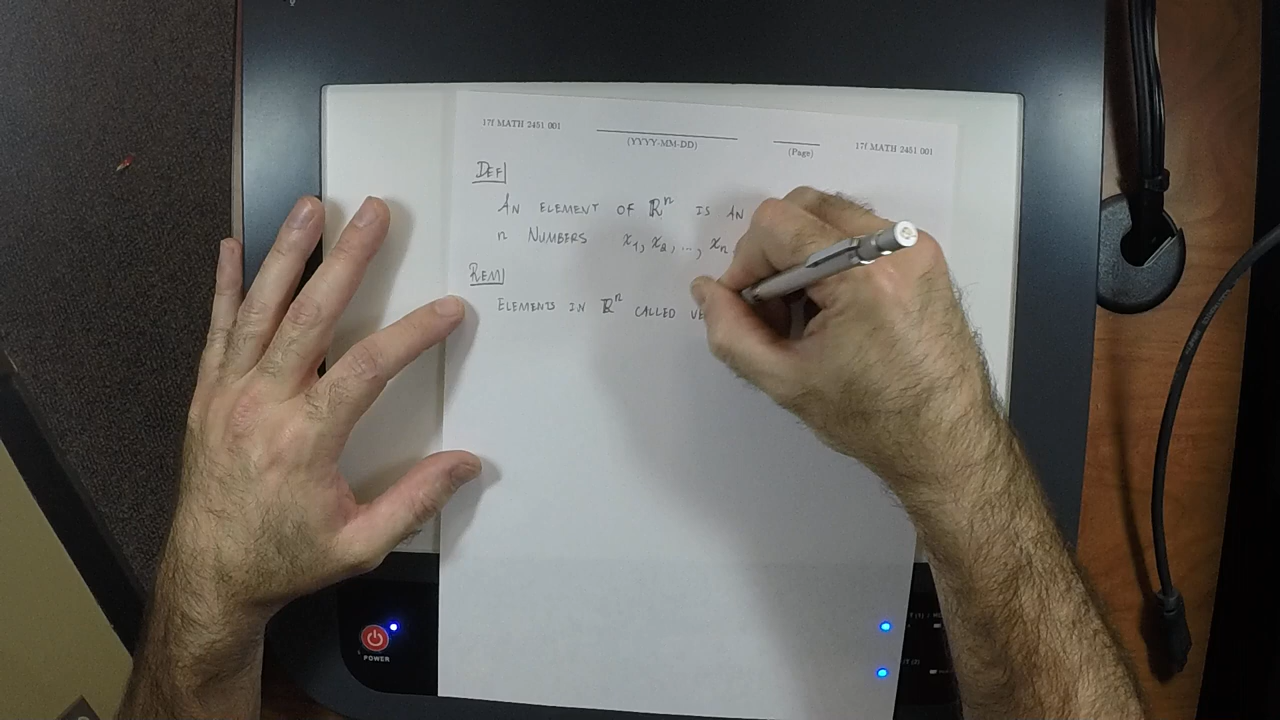 17f MATH 2451 001
(YYYY-MM-DD)
(Page)
17f MATH 2451 001
DEF
AN ELEMENT OF ℝⁿ IS AN
n NUMBERS x₁, x₂, ..., xₙ
REM
ELEMENTS IN ℝⁿ CALLED
POWER